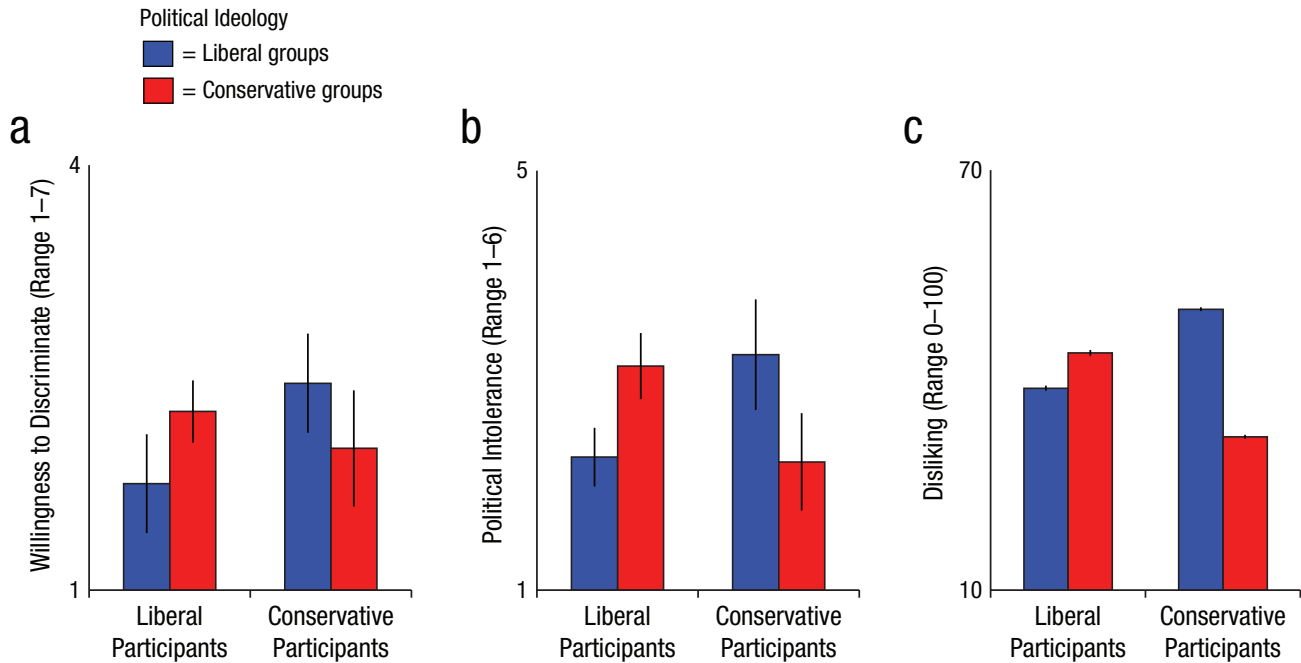 Political Ideology
= Liberal groups
= Conservative groups
a
4
Willingness to Discriminate (Range 1–7)
1
Liberal
Participants
Conservative
Participants
b
5
Political Intolerance (Range 1–6)
1
Liberal
Participants
Conservative
Participants
c
70
Disliking (Range 0–100)
10
Liberal
Participants
Conservative
Participants